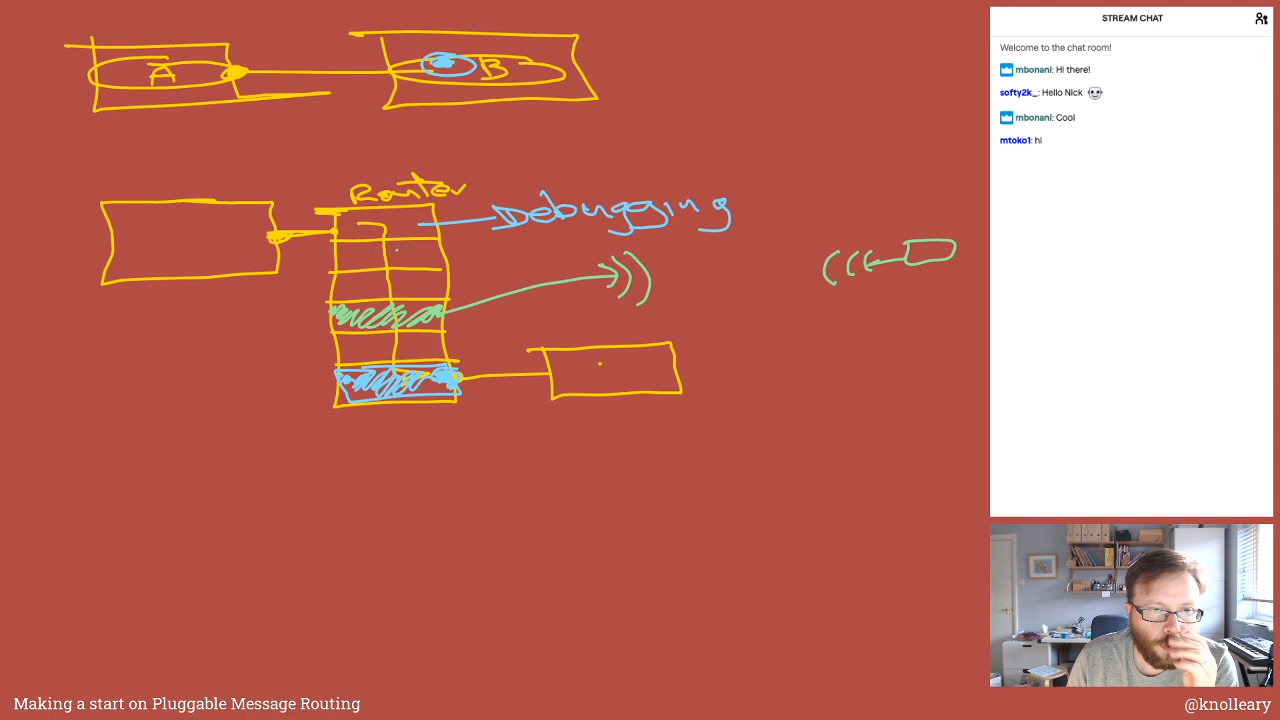 A
B
Router
Debugging
STREAM CHAT
Welcome to the chat room!
mbonani: Hi there!
softy2k_: Hello Nick
mbonani: Cool
mtoko1: hi
Making a start on Pluggable Message Routing
@knolleary